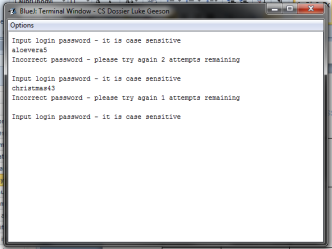 BlueJ: Terminal Window - CS Dossier Luke Geeson
Options
Input login password - it is case sensitive
aloevera5
Incorrect password - please try again 2 attempts remaining
Input login password - it is case sensitive
christmas43
Incorrect password - please try again 1 attempts remaining
Input login password - it is case sensitive